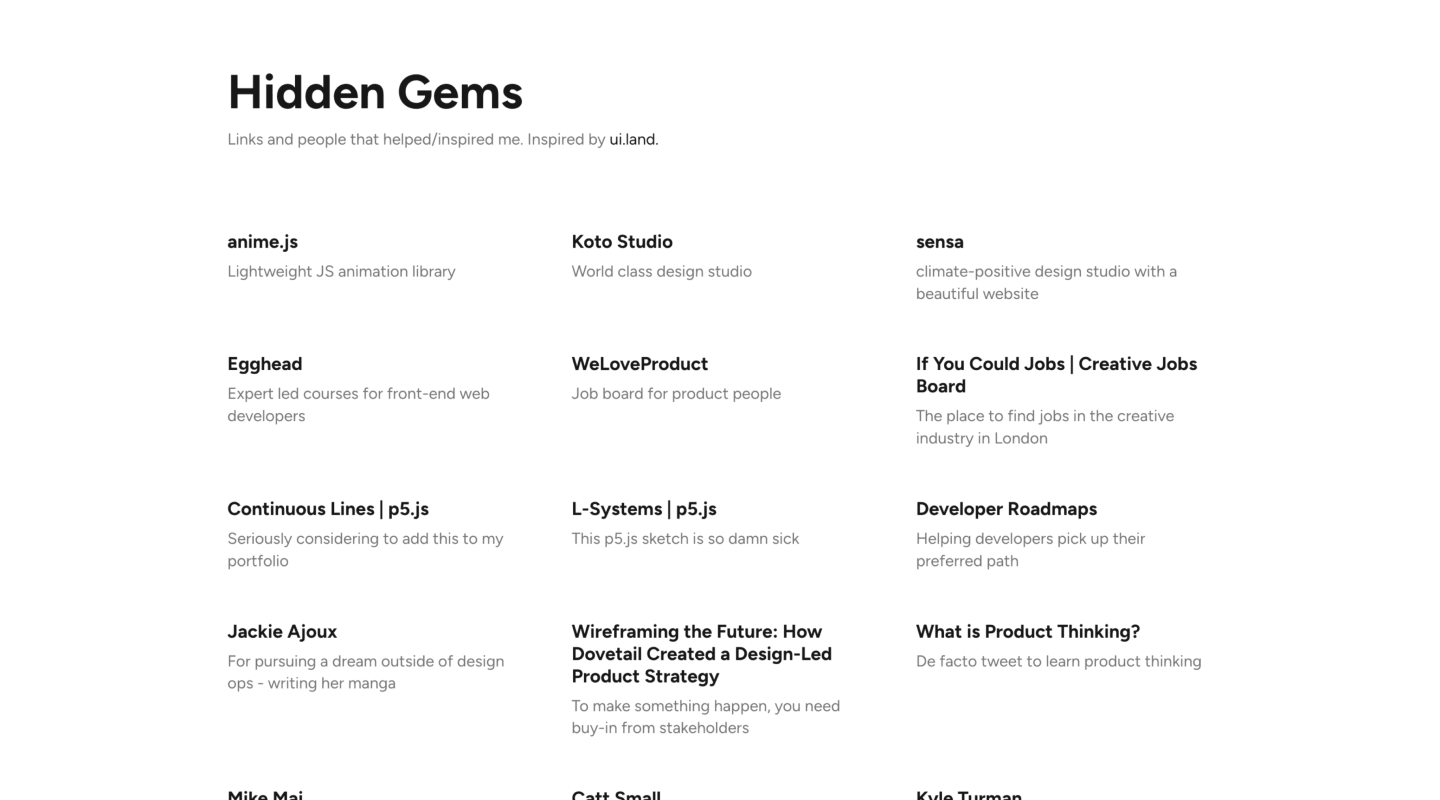 Hidden Gems
Links and people that helped/inspired me. Inspired by ui.land.
anime.js
Lightweight JS animation library
Koto Studio
World class design studio
sensa
climate-positive design studio with a
beautiful website
Egghead
Expert led courses for front-end web
developers
WeLoveProduct
Job board for product people
If You Could Jobs | Creative Jobs
Board
The place to find jobs in the creative
industry in London
Continuous Lines | p5.js
Seriously considering to add this to my
portfolio
L-Systems | p5.js
This p5.js sketch is so damn sick
Developer Roadmaps
Helping developers pick up their
preferred path
Jackie Ajoux
For pursuing a dream outside of design
ops - writing her manga
Wireframing the Future: How
Dovetail Created a Design-Led
Product Strategy
To make something happen, you need
buy-in from stakeholders
What is Product Thinking?
De facto tweet to learn product thinking
Mike Mai
Catt Small
Kyle Turman